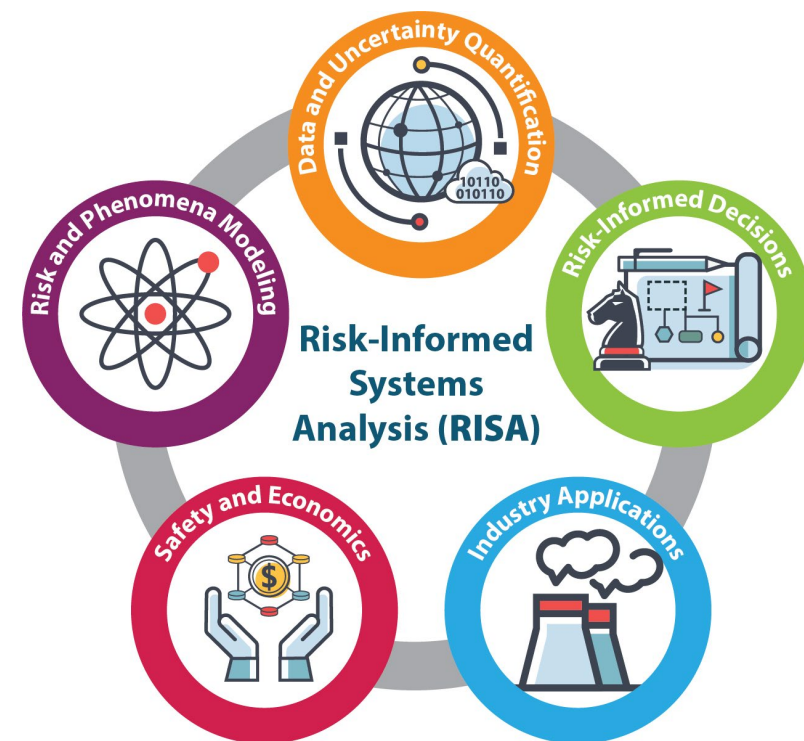 Data and Uncertainty Quantification
10110
010110
Risk and Phenomena Modeling
Risk-Informed Decisions
Risk-Informed
Systems
Analysis (RISA)
Safety and Economics
$
Industry Applications